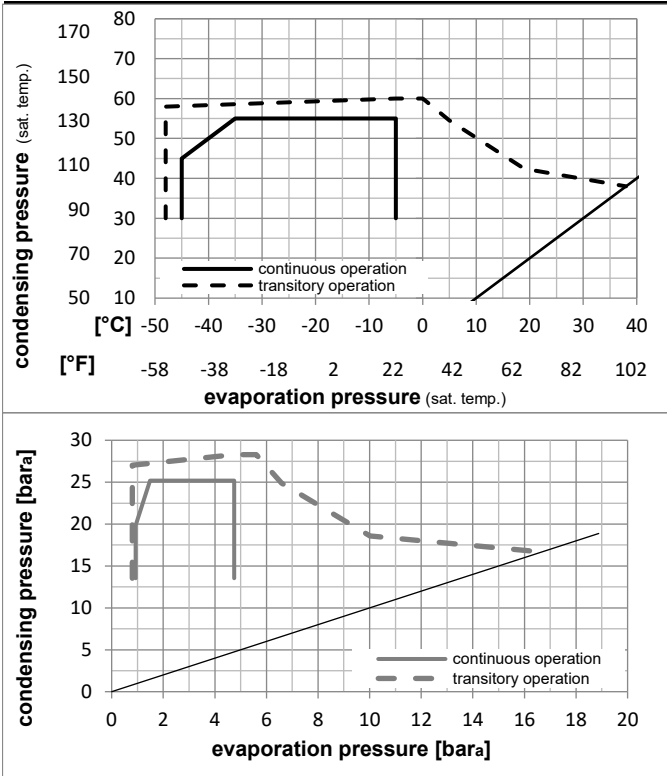 condensing pressure (sat. temp.)
170 80
150 70
60
130 50
110 40
90 30
70 20
50 10
continuous operation
transitory operation
[°C] -50 -40 -30 -20 -10 0 10 20 30 40
[°F] -58 -38 -18 2 22 42 62 82 102
evaporation pressure (sat. temp.)
condensing pressure [bara]
30
25
20
15
10
5
0
continuous operation
transitory operation
0 2 4 6 8 10 12 14 16 18 20
evaporation pressure [bara]